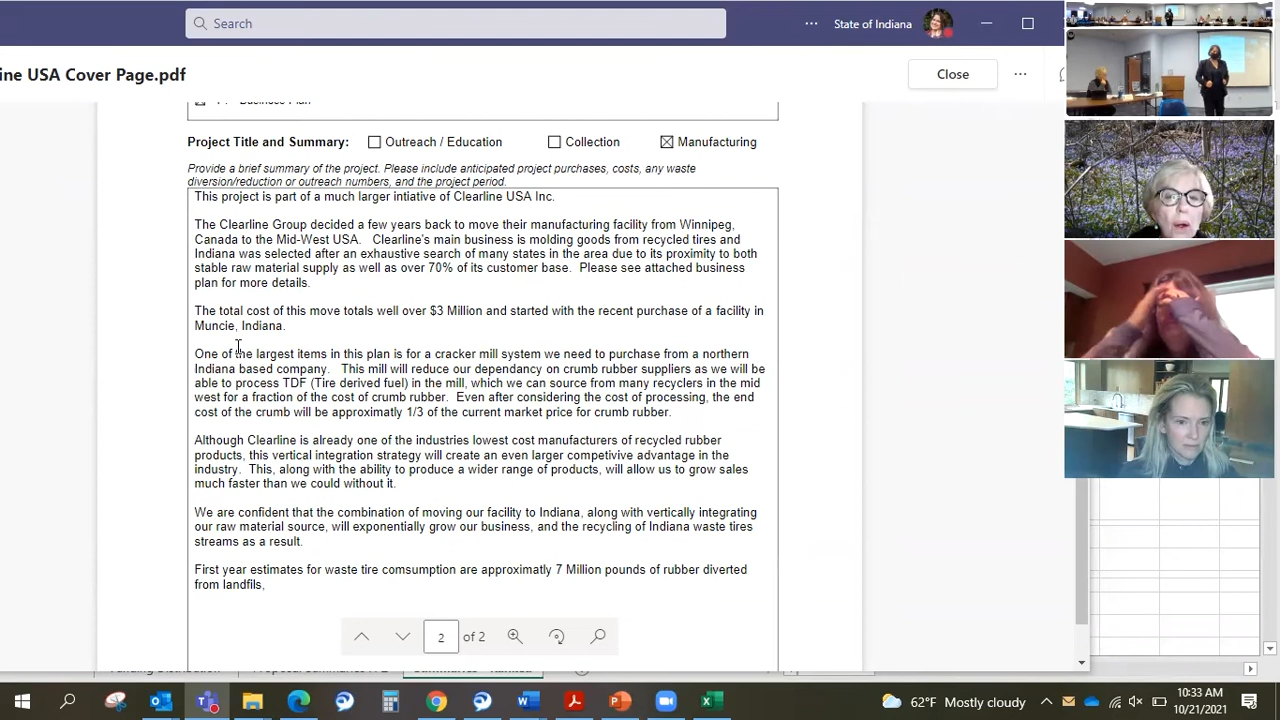 Search
State of Indiana
ine USA Cover Page.pdf
Close
Business Plan
Project Title and Summary: Outreach / Education Collection Manufacturing
Provide a brief summary of the project. Please include anticipated project purchases, costs, any waste
diversion/reduction or outreach numbers, and the project period.
This project is part of a much larger intiative of Clearline USA Inc.
The Clearline Group decided a few years back to move their manufacturing facility from Winnipeg,
Canada to the Mid-West USA. Clearline's main business is molding goods from recycled tires and
Indiana was selected after an exhaustive search of many states in the area due to its proximity to both
stable raw material supply as well as over 70% of its customer base. Please see attached business
plan for more details.
The total cost of this move totals well over $3 Million and started with the recent purchase of a facility in
Muncie, Indiana.
One of the largest items in this plan is for a cracker mill system we need to purchase from a northern
Indiana based company. This mill will reduce our dependancy on crumb rubber suppliers as we will be
able to process TDF (Tire derived fuel) in the mill, which we can source from many recyclers in the mid
west for a fraction of the cost of crumb rubber. Even after considering the cost of processing, the end
cost of the crumb will be approximatly 1/3 of the current market price for crumb rubber.
Although Clearline is already one of the industries lowest cost manufacturers of recycled rubber
products, this vertical integration strategy will create an even larger competivive advantage in the
industry. This, along with the ability to produce a wider range of products, will allow us to grow sales
much faster than we could without it.
We are confident that the combination of moving our facility to Indiana, along with vertically integrating
our raw material source, will exponentially grow our business, and the recycling of Indiana waste tires
streams as a result.
First year estimates for waste tire comsumption are approximatly 7 Million pounds of rubber diverted
from landfils,
2 of 2
62°F Mostly cloudy
10:33 AM
10/21/2021